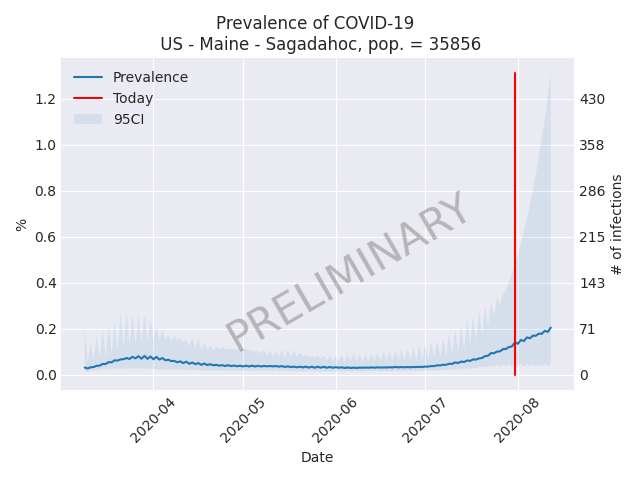 Prevalence of COVID-19
US - Maine - Sagadahoc, pop. = 35856
Prevalence
Today
95CI
PRELIMINARY
%
1.2
1.0
0.8
0.6
0.4
0.2
0.0
430
358
286
215
143
71
0
# of infections
2020-04
2020-05
2020-06
2020-07
2020-08
Date